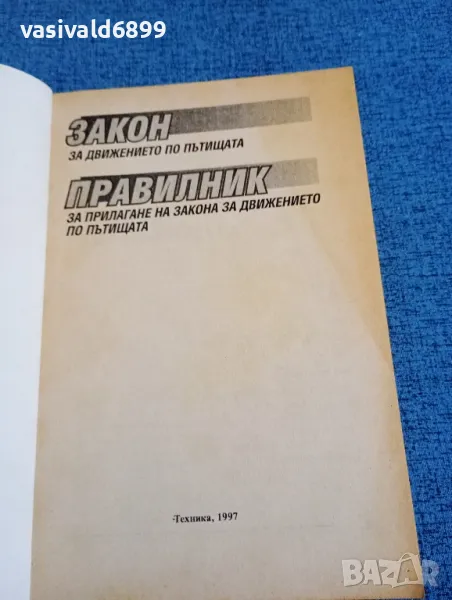 vasivald6899
ЗАКОН
ЗА ДВИЖЕНИЕТО ПО ПЪТИЩАТА
ПРАВИЛНИК
ЗА ПРИЛАГАНЕ НА ЗАКОНА ЗА ДВИЖЕНИЕТО
ПО ПЪТИЩАТА
-Техника, 1997
BAZAR